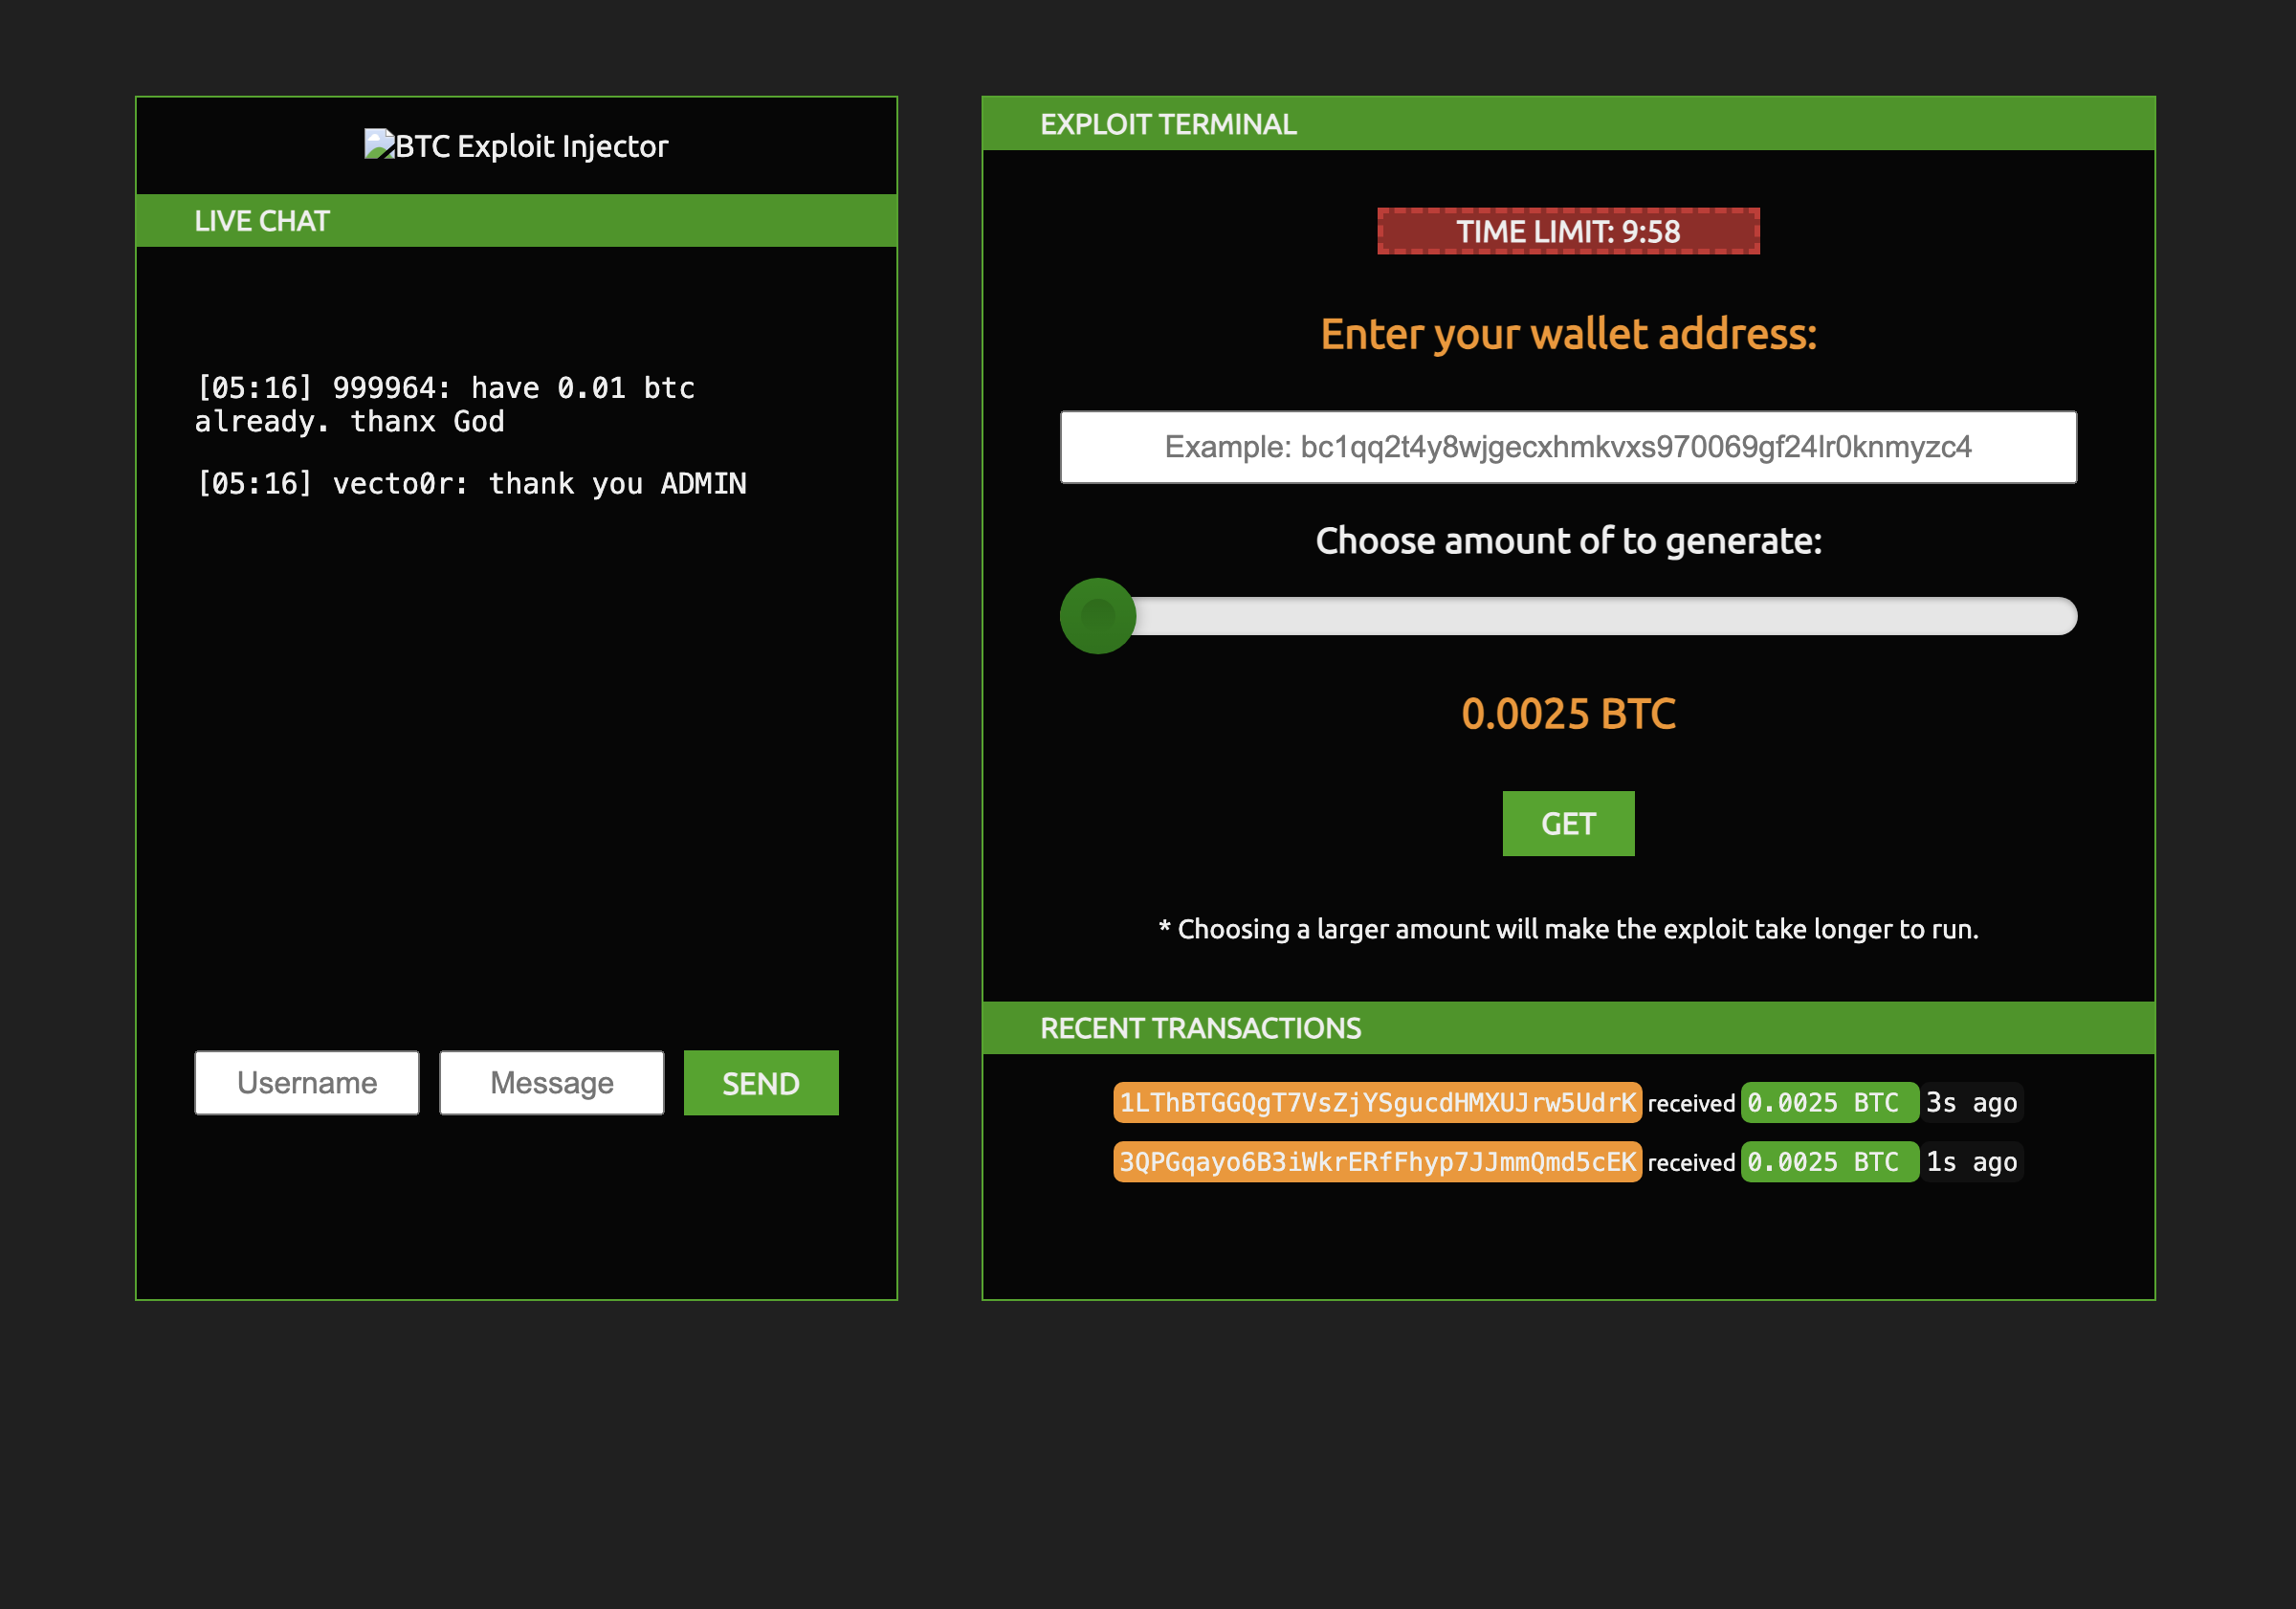 BTC Exploit Injector
LIVE CHAT
[05:16] 999964: have 0.01 btc
already. thanx God
[05:16] vecto0r: thank you ADMIN
Username
Message
SEND
EXPLOIT TERMINAL
TIME LIMIT: 9:58
Enter your wallet address:
Example: bc1qq2t4y8wjgecxhmkvxs970069gf24lr0knmyzc4
Choose amount of to generate:
0.0025 BTC
GET
* Choosing a larger amount will make the exploit take longer to run.
RECENT TRANSACTIONS
1LThBTGGQgT7VsZjYSgucdHMXUJrw5UdrK received 0.0025 BTC 3s ago
3QPGqayo6B3iWkrERfFhyp7JJmmQmd5cEK received 0.0025 BTC 1s ago